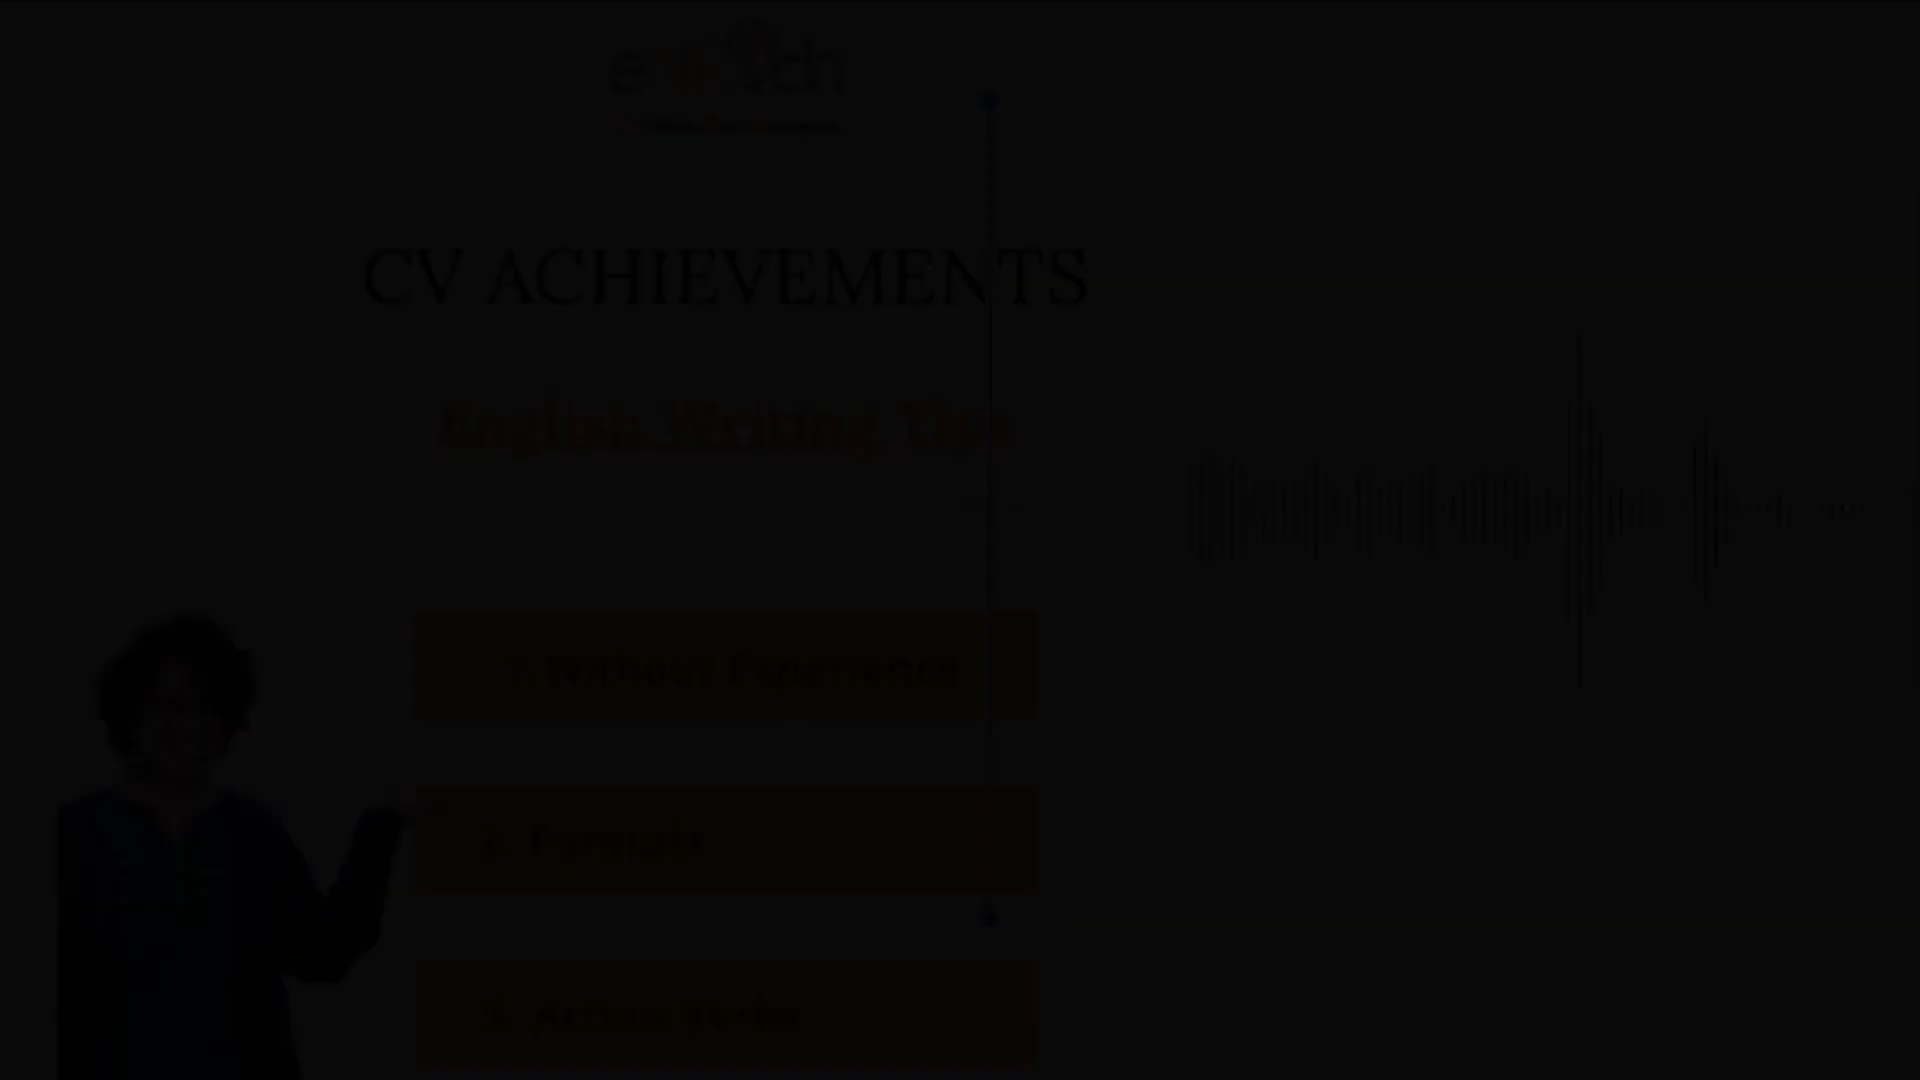 CV ACHIEVEMENTS
English Writing Tips
1. Without Experience
2. Formula
3. Action Verbs